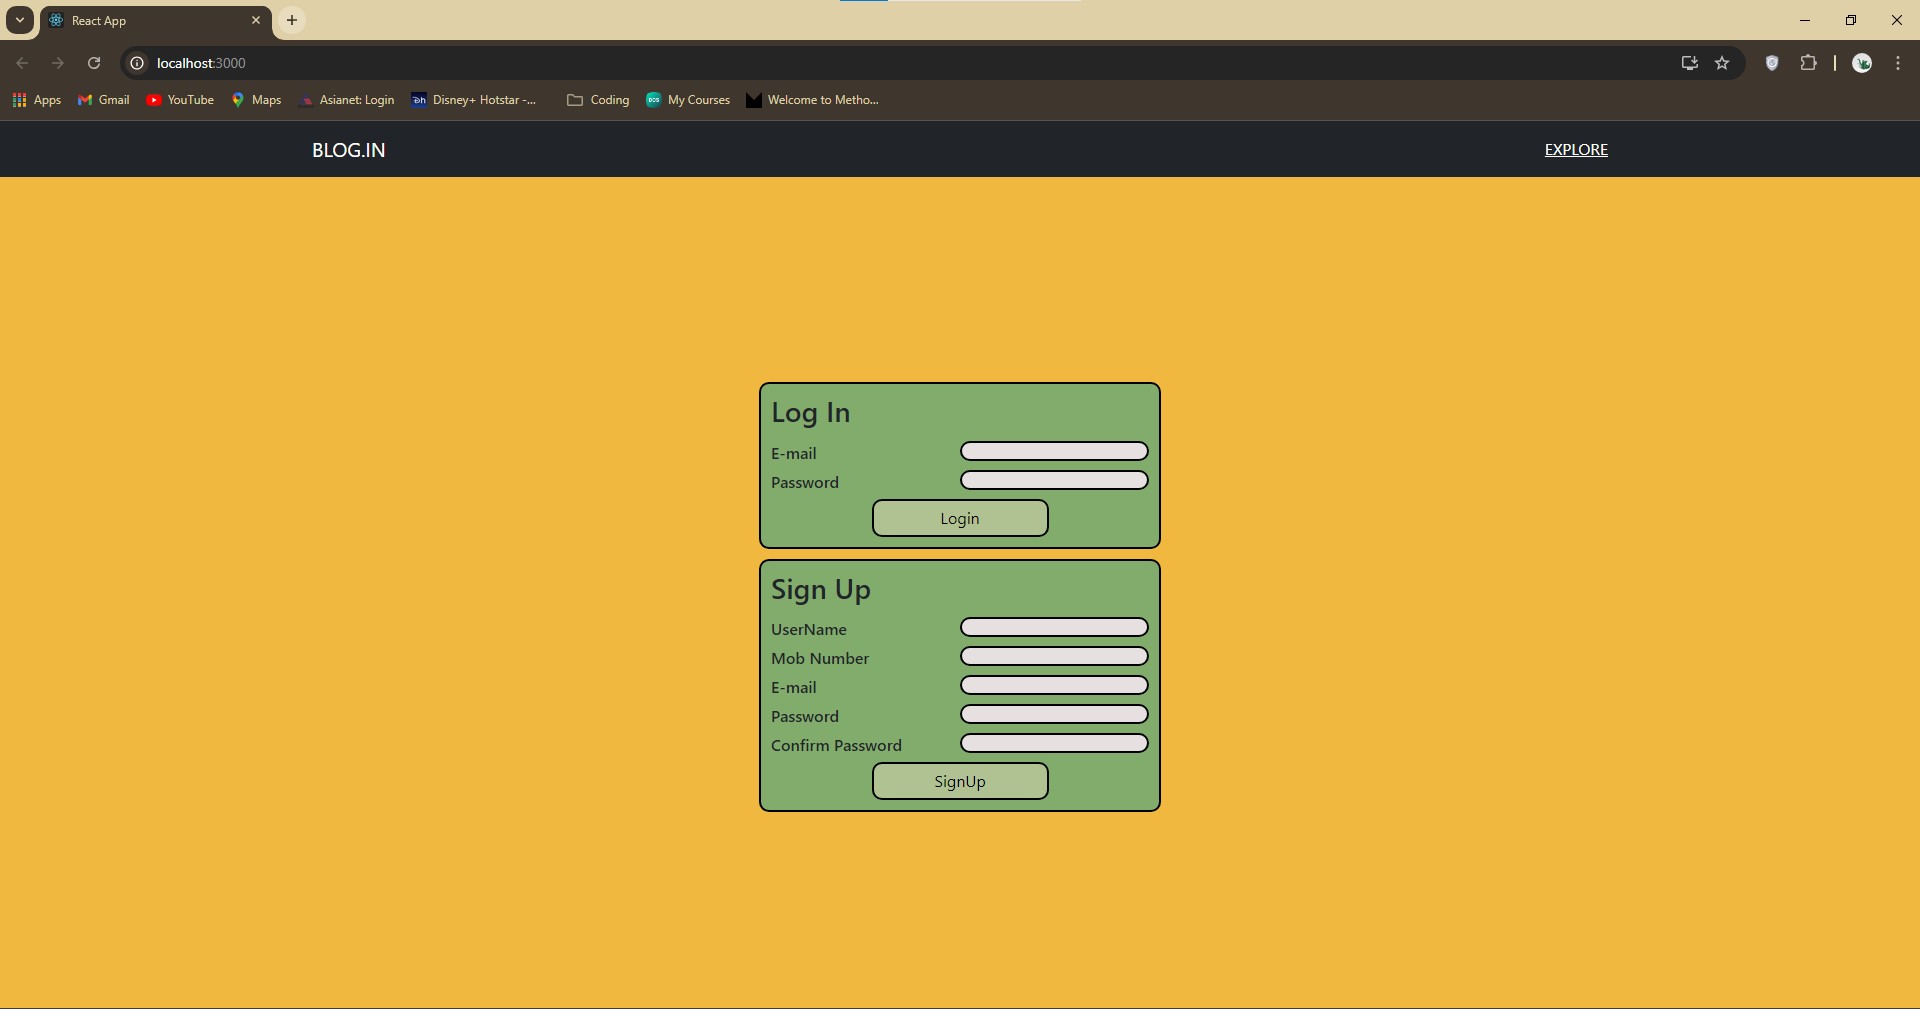 React App
localhost:3000
Apps Gmail YouTube Maps Asianet: Login Disney+ Hotstar -... Coding My Courses Welcome to Metho...
BLOG.IN EXPLORE
Log In
E-mail
Password
Login
Sign Up
UserName
Mob Number
E-mail
Password
Confirm Password
SignUp